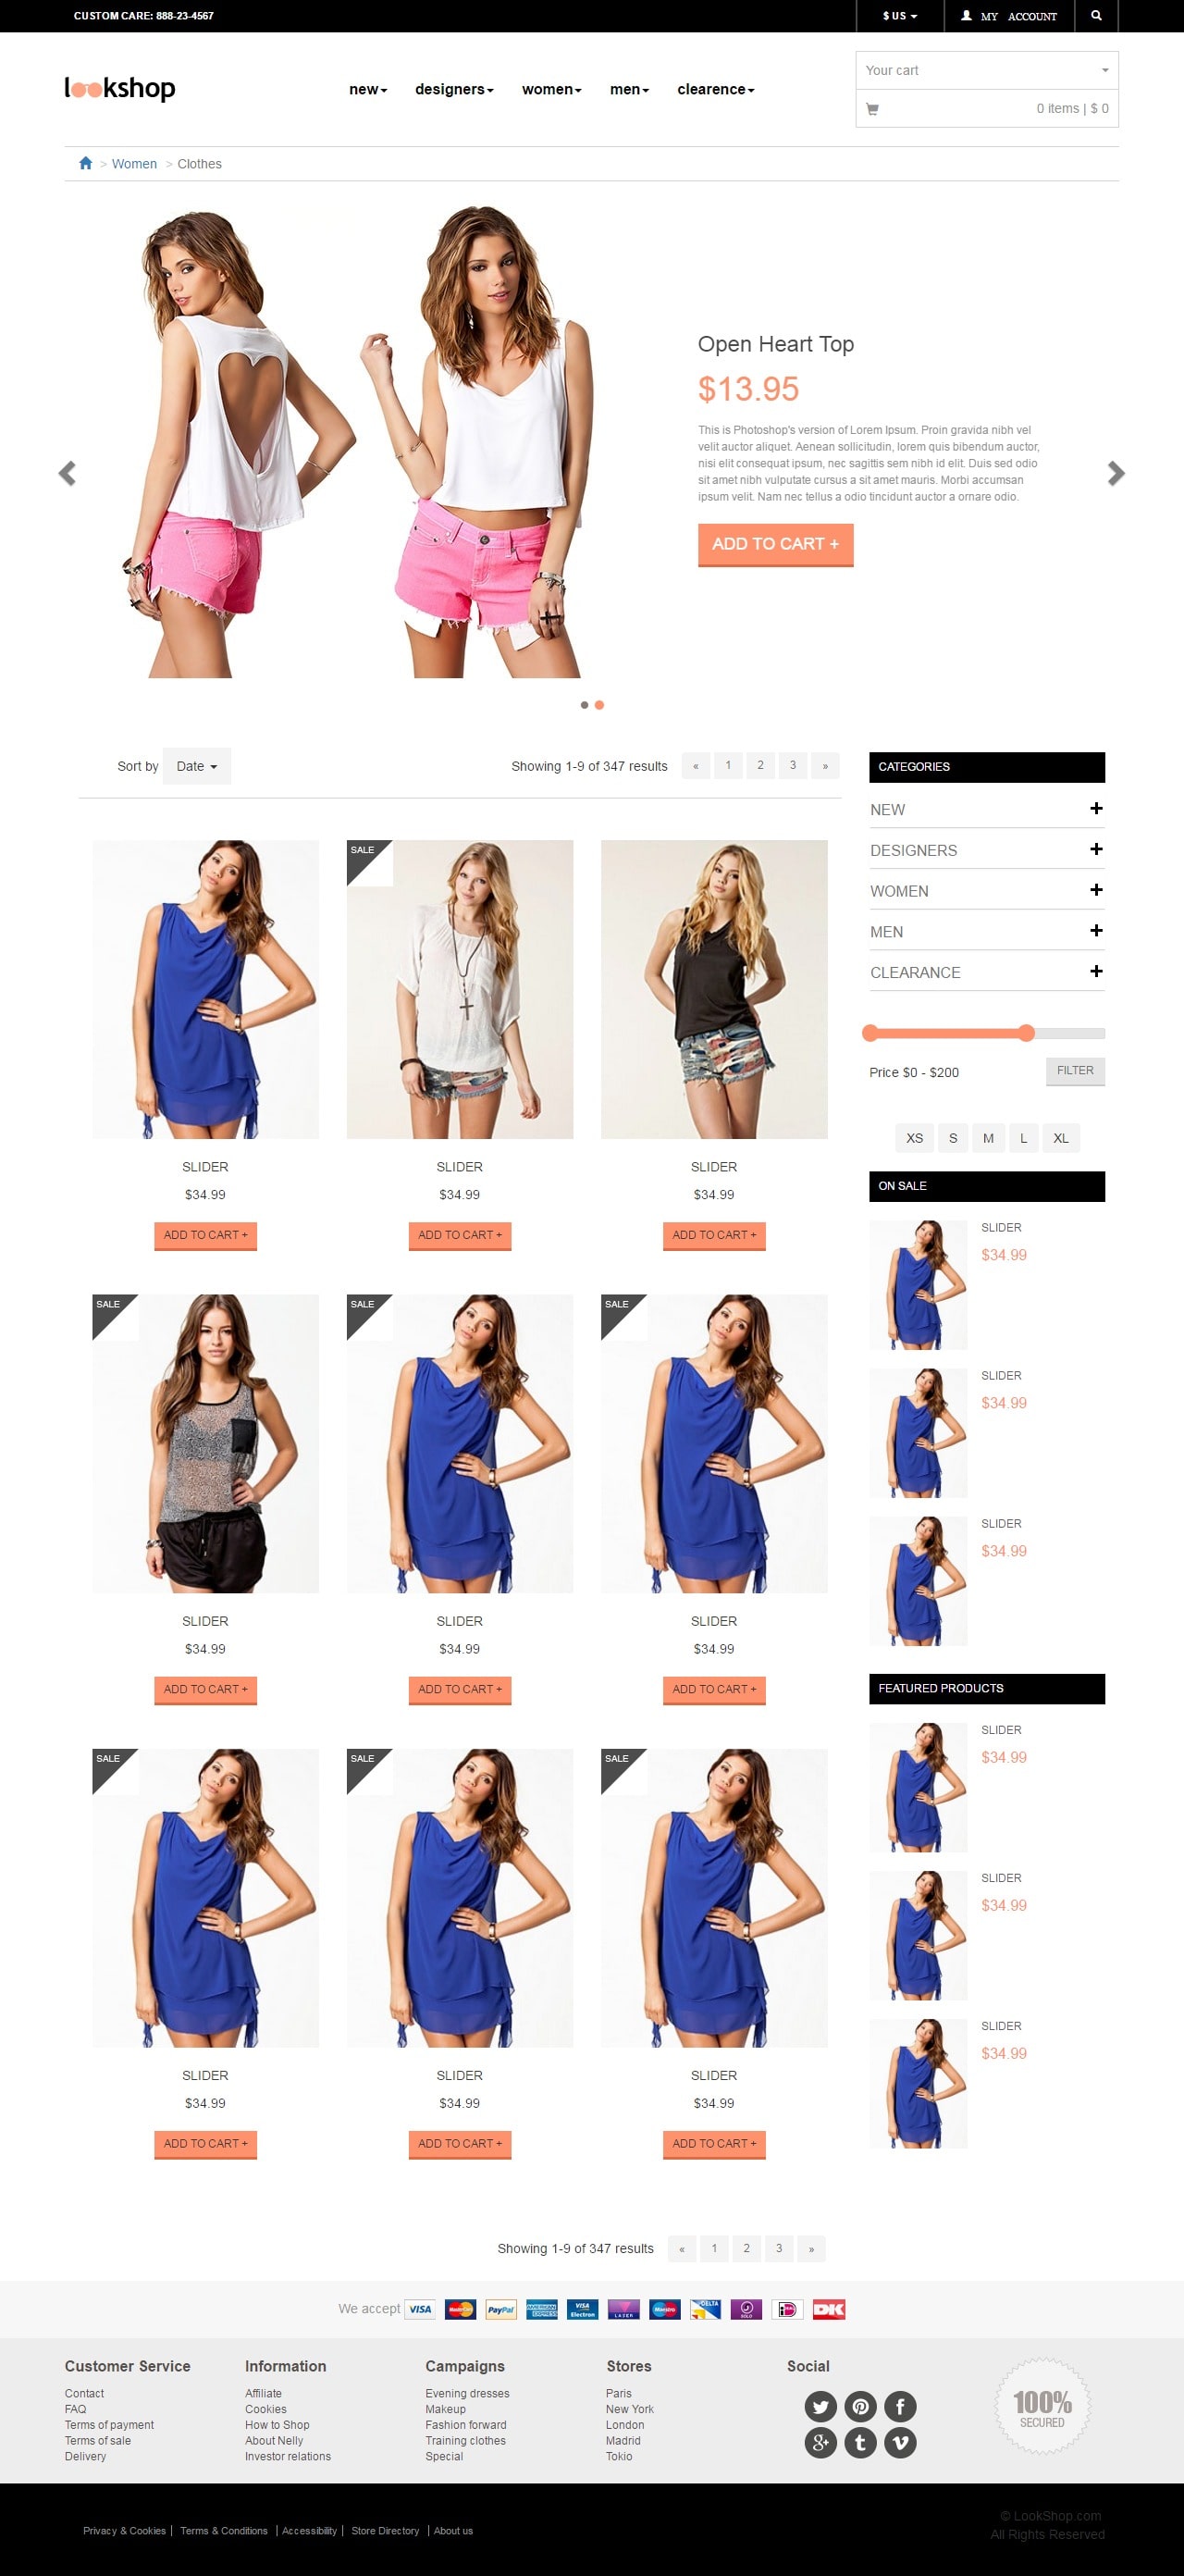 CUSTOM CARE: 888-23-4567
$ US
MY ACCOUNT
lookshop
new
designers
women
men
clearence
Your cart
0 items | $ 0
> Women > Clothes
Open Heart Top
$13.95
This is Photoshop's version of Lorem Ipsum. Proin gravida nibh vel
velit auctor aliquet. Aenean sollicitudin, lorem quis bibendum auctor,
nisi elit consequat ipsum, nec sagittis sem nibh id elit. Duis sed odio
sit amet nibh vulputate cursus a sit amet mauris. Morbi accumsan
ipsum velit. Nam nec tellus a odio tincidunt auctor a ornare odio.
ADD TO CART +
Sort by Date
Showing 1-9 of 347 results « 1 2 3 »
SALE
SLIDER
$34.99
ADD TO CART +
SLIDER
$34.99
ADD TO CART +
SLIDER
$34.99
ADD TO CART +
SALE
SALE
SALE
SLIDER
$34.99
ADD TO CART +
SLIDER
$34.99
ADD TO CART +
SLIDER
$34.99
ADD TO CART +
SALE
SALE
SALE
SLIDER
$34.99
ADD TO CART +
SLIDER
$34.99
ADD TO CART +
SLIDER
$34.99
ADD TO CART +
Showing 1-9 of 347 results « 1 2 3 »
CATEGORIES
NEW +
DESIGNERS +
WOMEN +
MEN +
CLEARANCE +
Price $0 - $200
FILTER
XS S M L XL
ON SALE
SLIDER
$34.99
SLIDER
$34.99
SLIDER
$34.99
FEATURED PRODUCTS
SLIDER
$34.99
SLIDER
$34.99
SLIDER
$34.99
We accept VISA MasterCard PayPal AMERICAN EXPRESS VISA Electron LASER Maestro DELTA SOLO iD DK
Customer Service
Contact
FAQ
Terms of payment
Terms of sale
Delivery
Information
Affiliate
Cookies
How to Shop
About Nelly
Investor relations
Campaigns
Evening dresses
Makeup
Fashion forward
Training clothes
Special
Stores
Paris
New York
London
Madrid
Tokio
Social
100%
SECURED
Privacy & Cookies | Terms & Conditions | Accessibility | Store Directory | About us
© LookShop.com
All Rights Reserved